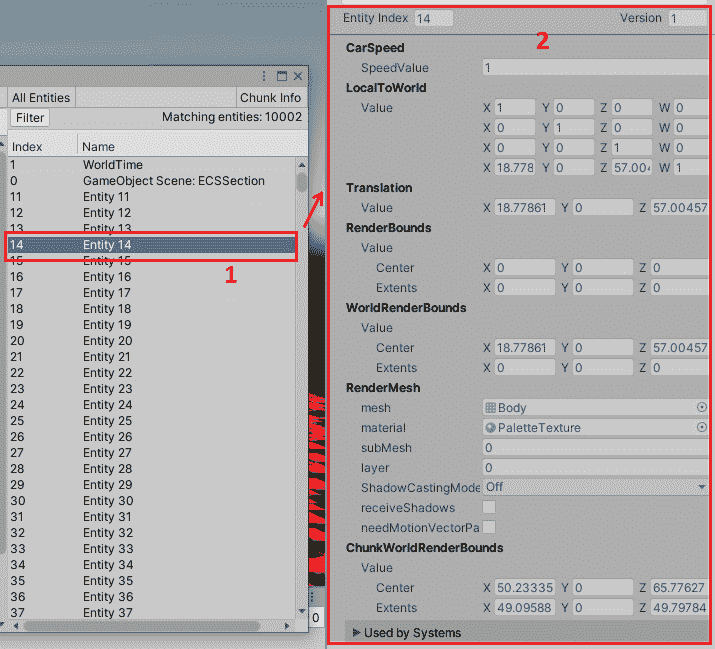 All Entities
Chunk Info
Filter
Matching entities: 10002
Index Name
1 WorldTime
0 GameObject Scene: ECSSection
11 Entity 11
12 Entity 12
13 Entity 13
14 Entity 14
15 Entity 15
16 Entity 16
17 Entity 17
18 Entity 18
19 Entity 19
20 Entity 20
21 Entity 21
22 Entity 22
23 Entity 23
24 Entity 24
25 Entity 25
26 Entity 26
27 Entity 27
28 Entity 28
29 Entity 29
30 Entity 30
31 Entity 31
32 Entity 32
33 Entity 33
34 Entity 34
35 Entity 35
36 Entity 36
37 Entity 37
1
0
Entity Index 14 Version 1
2
CarSpeed
SpeedValue 1
LocalToWorld
Value X 1 Y 0 Z 0 W 0
X 0 Y 1 Z 0 W 0
X 0 Y 0 Z 1 W 0
X 18.778 Y 0 Z 57.004 W 1
Translation
Value X 18.77861 Y 0 Z 57.00457
RenderBounds
Value
Center X 0 Y 0 Z 0
Extents X 0 Y 0 Z 0
WorldRenderBounds
Value
Center X 18.77861 Y 0 Z 57.00457
Extents X 0 Y 0 Z 0
RenderMesh
mesh Body
material PaletteTexture
subMesh 0
layer 0
ShadowCastingMode Off
receiveShadows
needMotionVectorPa
ChunkWorldRenderBounds
Value
Center X 50.23335 Y 0 Z 65.77627
Extents X 49.09588 Y 0 Z 49.79784
Used by Systems